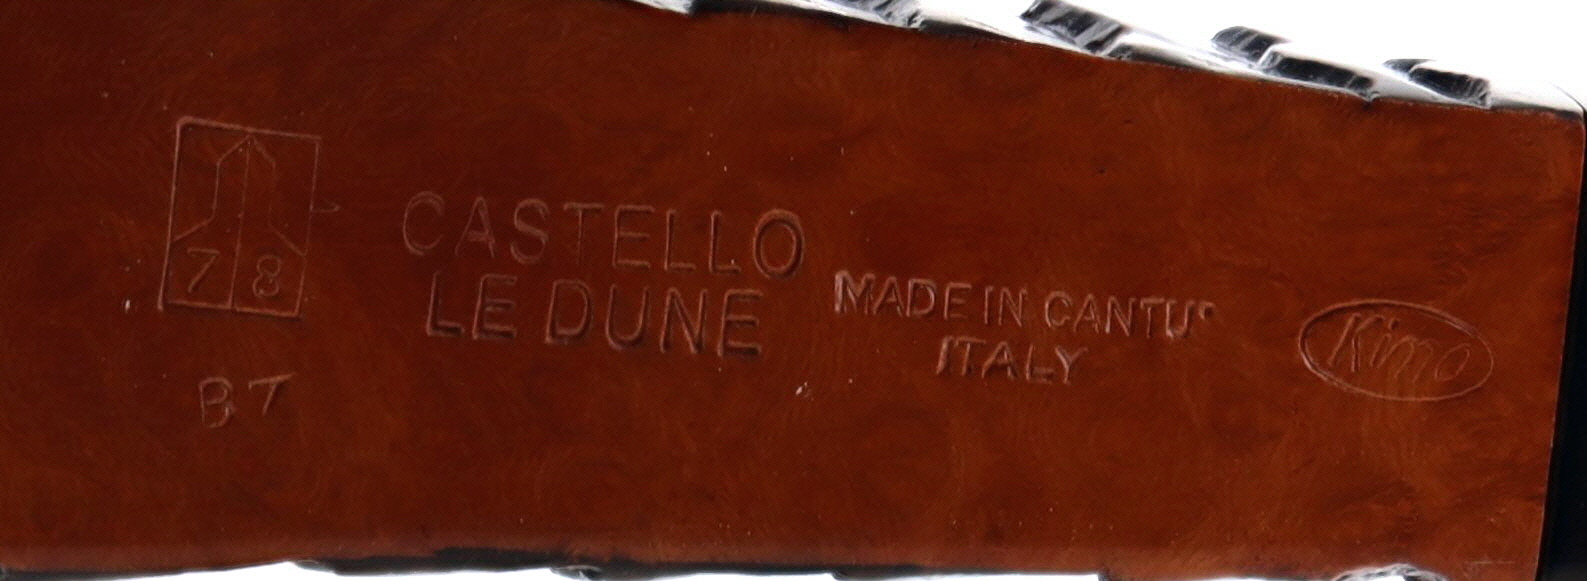 7 8
B7
CASTELLO
LE DUNE
MADE IN CANTU'
ITALY
Kino